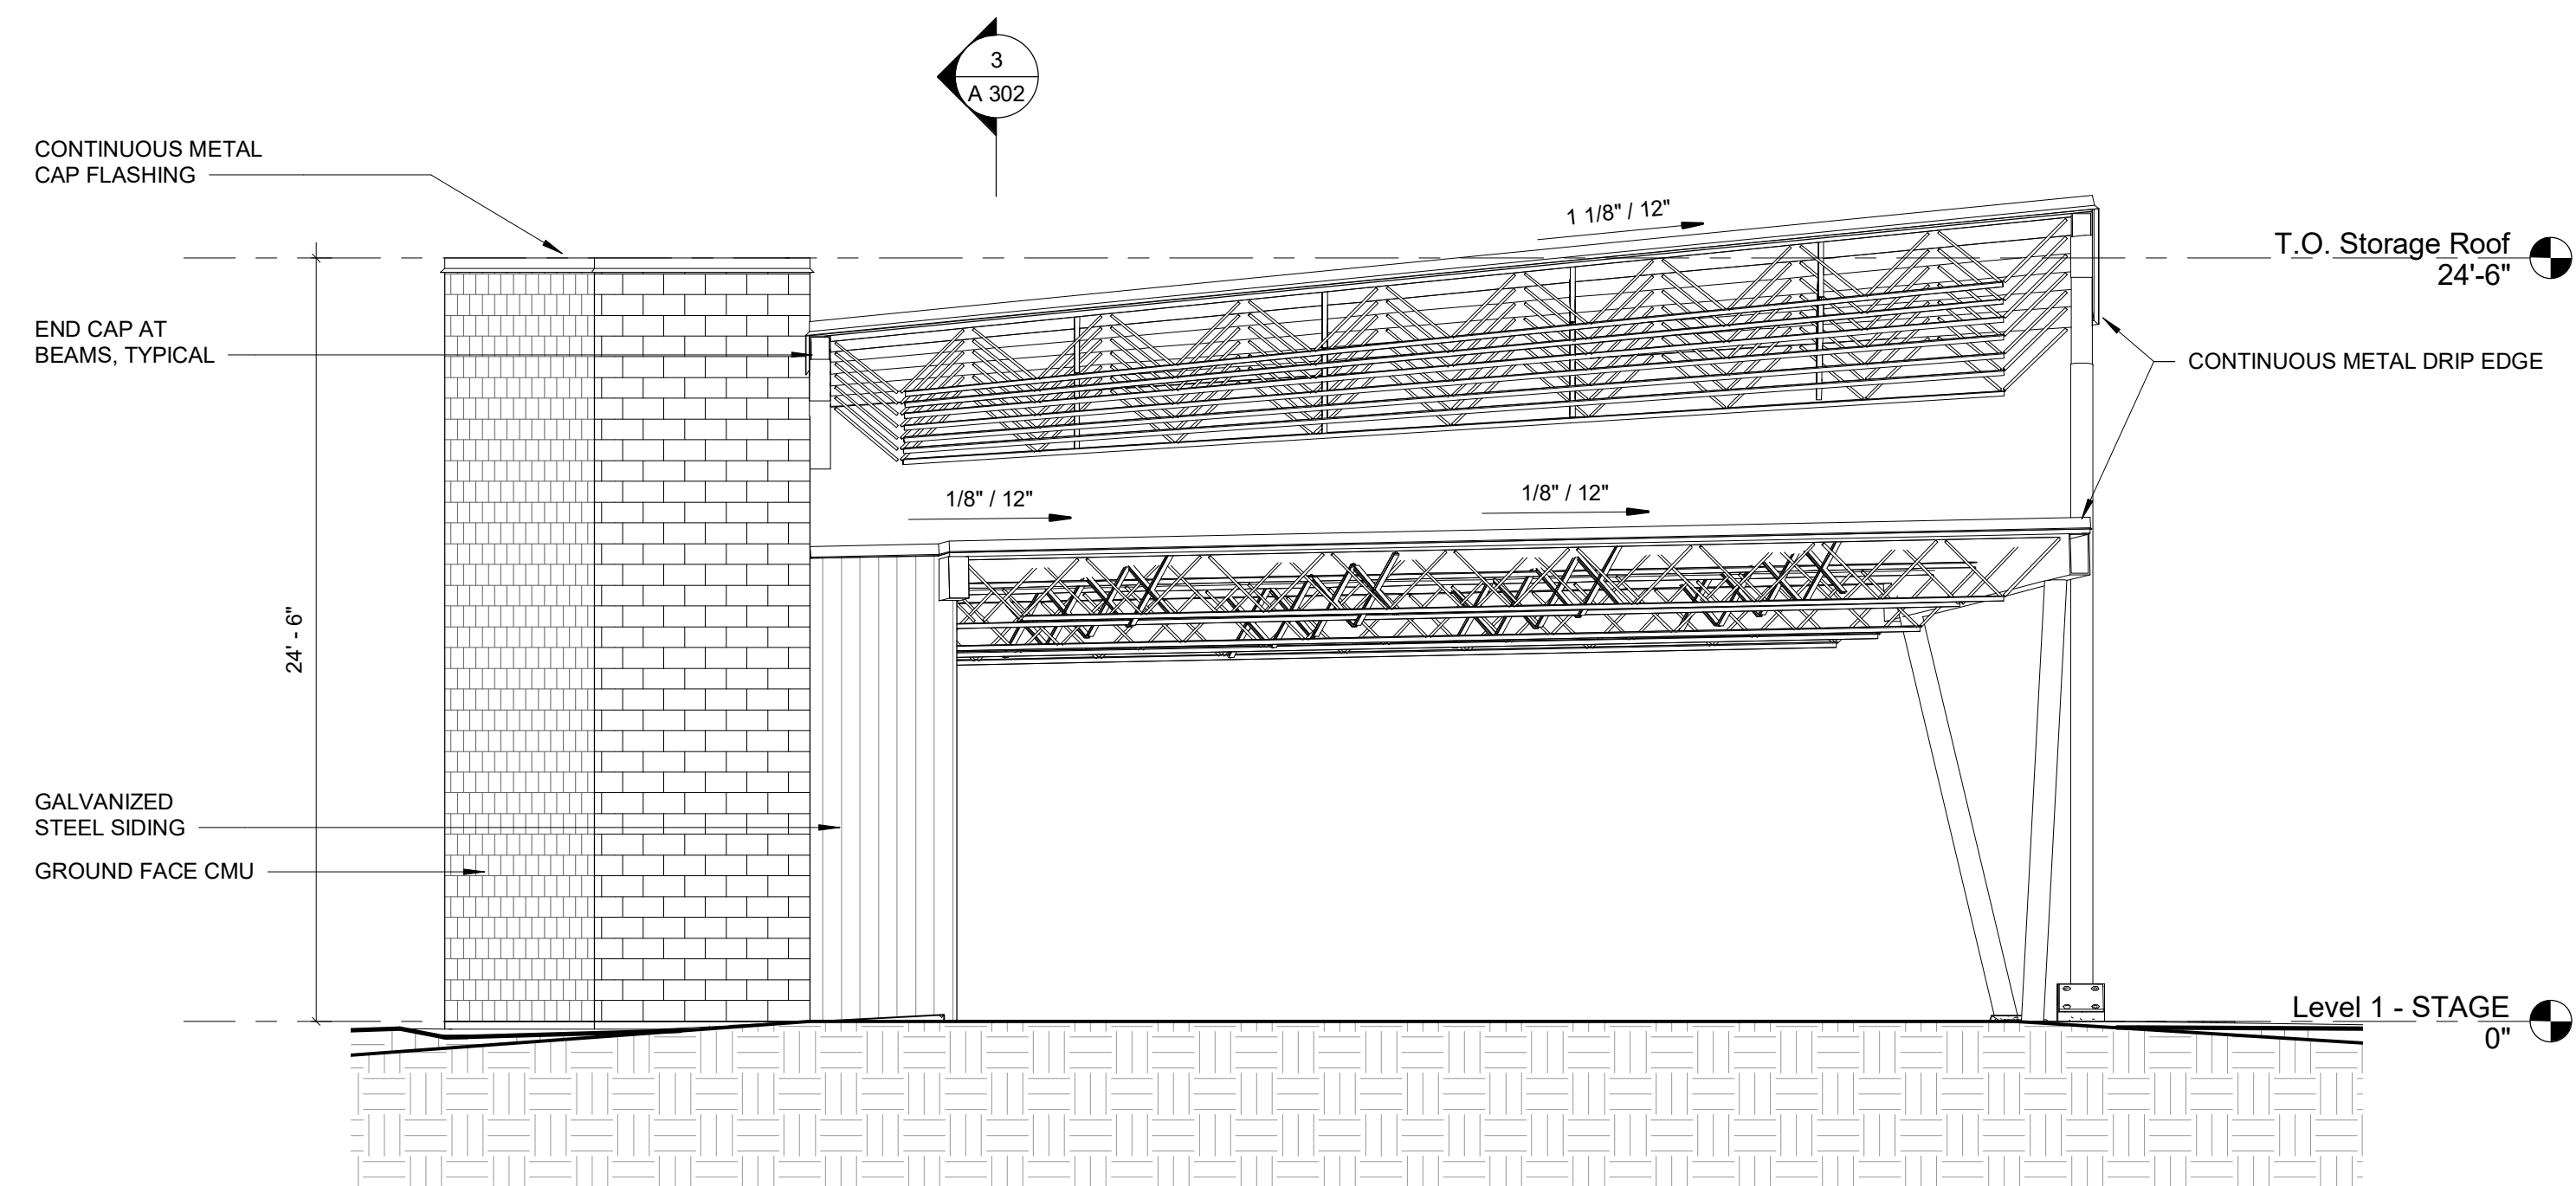 3
A 302
CONTINUOUS METAL
CAP FLASHING
1 1/8" / 12"
T.O. Storage Roof
24'-6"
END CAP AT
BEAMS, TYPICAL
CONTINUOUS METAL DRIP EDGE
1/8" / 12"
1/8" / 12"
24' - 6"
GALVANIZED
STEEL SIDING
GROUND FACE CMU
Level 1 - STAGE
0"